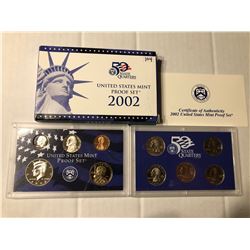 50
STATE
QUARTERS
UNITED STATES MINT
PROOF SET
2002
Certificate of Authenticity
2002 United States Mint Proof Set
UNITED STATES MINT
PROOF SET
50
STATE
QUARTERS